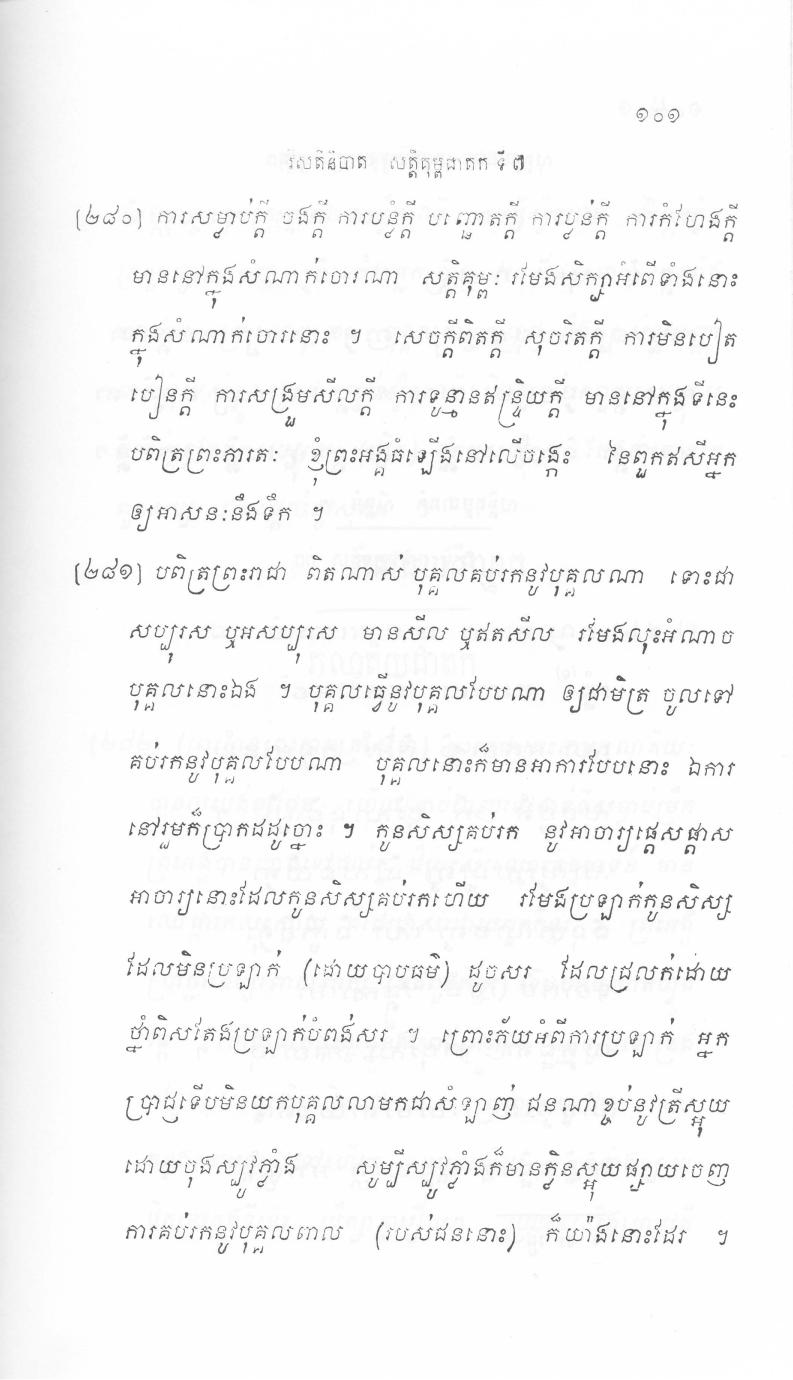 ១០១
វីសតិនិបាត សត្តិគុម្ពជាតក ទី៧
[២៨០] ការសម្លាប់ក្តី ចងក្តី ការបន្លំក្តី បញ្ឆោតក្តី ការប្លន់ក្តី ការកំហែងក្តី
មាននៅក្នុងសំណាក់ចោរណា សត្តិគុម្ពៈ រមែងសិក្សាអំពើទាំងនោះ
ក្នុងសំណាក់ចោរនោះ ។ សេចក្តីពិតក្តី សុចរិតក្តី ការមិនបៀត
បៀនក្តី ការសង្រួមសីលក្តី ការទូន្មានឥន្ទ្រិយក្តី មាននៅក្នុងទីនេះ
បពិត្រព្រះភារតៈ ខ្ញុំព្រះអង្គធំឡើងនៅលើចង្កេះ នៃពួកឥសីអ្នក
ឲ្យអាសនៈនឹងទឹក ។
[២៨១] បពិត្រព្រះរាជា ពិតណាស់ បុគ្គលគប់រកនូវបុគ្គលណា ទោះជា
សប្បុរស ឬអសប្បុរស មានសីល ឬឥតសីល រមែងលុះអំណាច
បុគ្គលនោះឯង ។ បុគ្គលធ្វើនូវបុគ្គលបែបណា ឲ្យជាមិត្រ ចូលទៅ
គប់រកនូវបុគ្គលបែបណា បុគ្គលនោះក៏មានអាការបែបនោះ ឯការ
នៅរួមក៏ប្រាកដដូច្នោះ ។ កូនសិស្សគប់រក នូវអាចារ្យផ្សេសផ្តាស
អាចារ្យនោះដែលកូនសិស្សគប់រកហើយ រមែងប្រឡាក់កូនសិស្ស
ដែលមិនប្រឡាក់ (ដោយបាបធម៌) ដូចសរ ដែលជ្រលក់ដោយ
ថ្នាំពិសតែងប្រឡាក់បំពង់សរ ។ ព្រោះភ័យអំពីការប្រឡាក់ អ្នក
ប្រាជ្ញទើបមិនយកបុគ្គលលាមកជាសំឡាញ់ ជនណាខ្ចប់នូវត្រីស្អុយ
ដោយចុងស្បូវភ្លាំង សូម្បីស្បូវភ្លាំងក៏មានក្លិនស្អុយផ្សាយចេញ
ការគប់រកនូវបុគ្គលពាល (របស់ជននោះ) ក៏យ៉ាងនោះដែរ ។